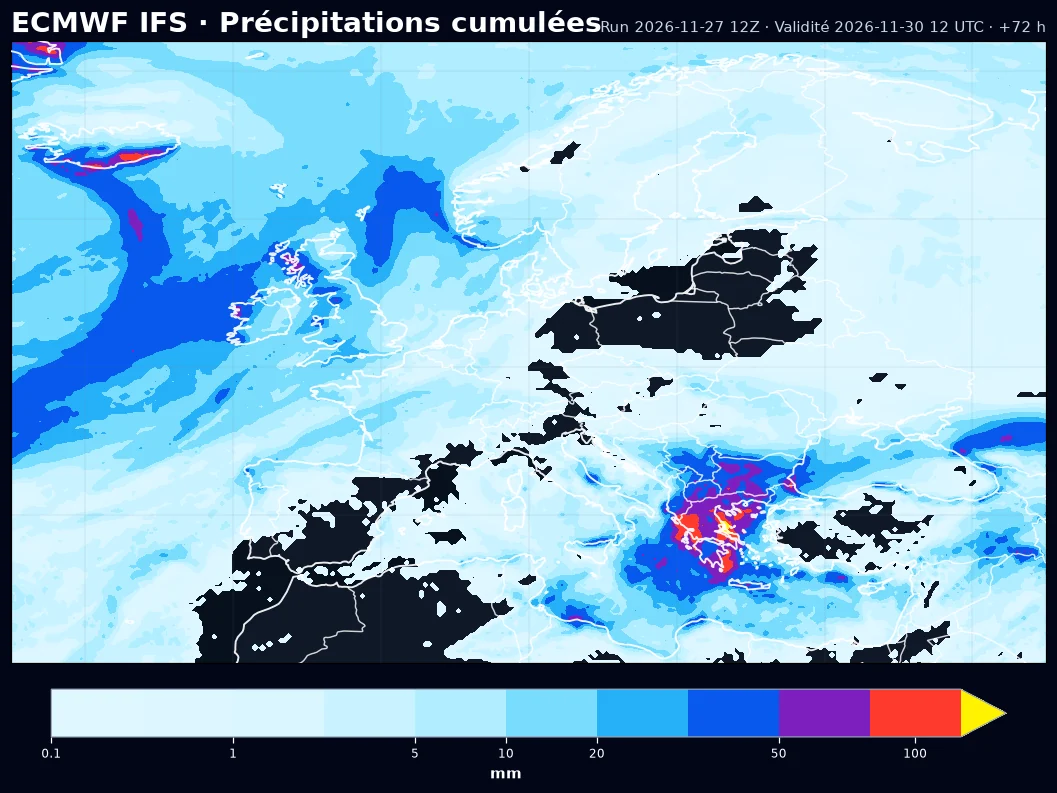 ECMWF IFS · Précipitations cumulées
Run 2026-11-27 12Z · Validité 2026-11-30 12 UTC · +72 h
0.1 1 5 10 20 50 100
mm